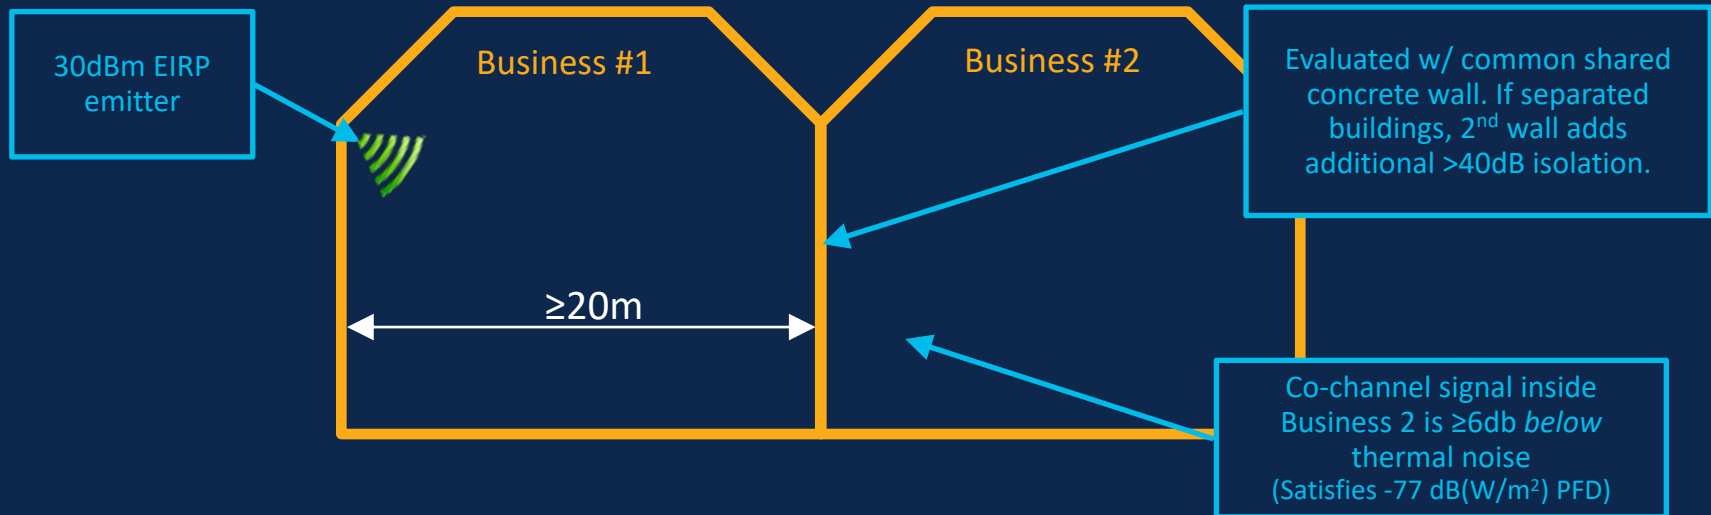 30dBm EIRP
emitter
Business #1
Business #2
Evaluated w/ common shared
concrete wall. If separated
buildings, 2nd wall adds
additional >40dB isolation.
≥20m
Co-channel signal inside
Business 2 is ≥6db below
thermal noise
(Satisfies -77 dB(W/m²) PFD)